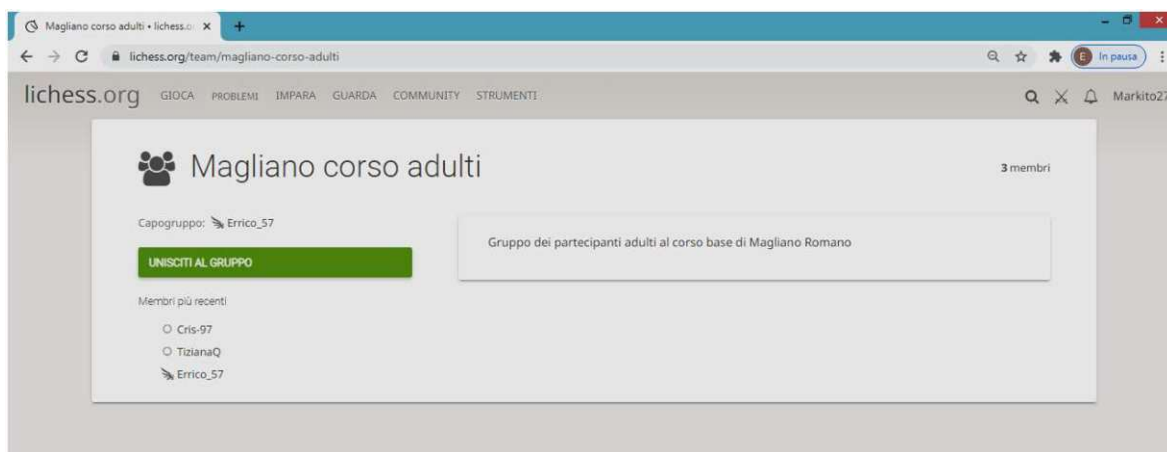 Magliano corso adulti • lichess.o
lichess.org/team/magliano-corso-adulti
E In pausa
lichess.org GIOCA PROBLEMI IMPARA GUARDA COMMUNITY STRUMENTI Markito27
Magliano corso adulti
3 membri
Capogruppo: Errico_57
Gruppo dei partecipanti adulti al corso base di Magliano Romano
UNISCITI AL GRUPPO
Membri più recenti
Cris-97
TizianaQ
Errico_57